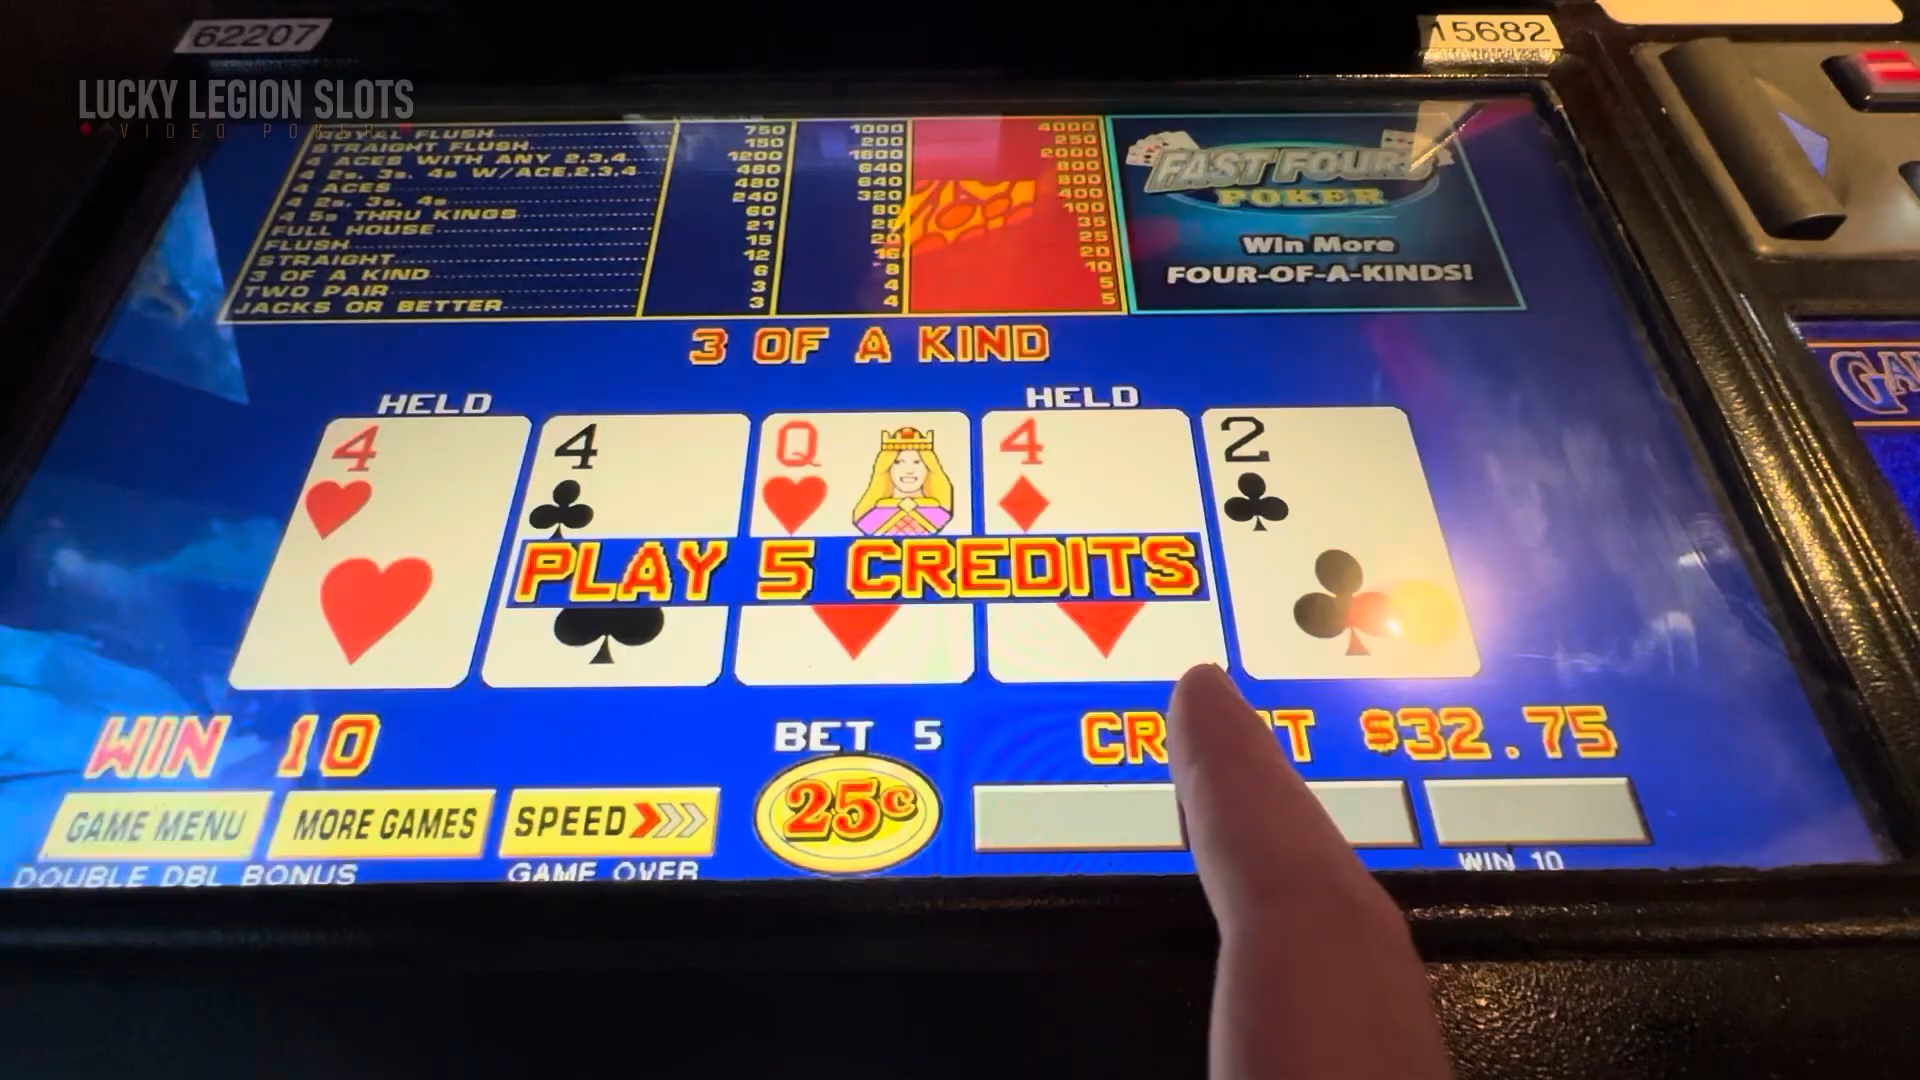 62207
15682
LUCKY LEGION SLOTS
VIDEO POKER
ROYAL FLUSH 750 1000 4000
STRAIGHT FLUSH 150 200 250
4 ACES WITH ANY 2,3,4 1200 1600 2000
4 2s, 3s, 4s W/ACE,2,3,4 460 640 800
4 ACES 480 640 800
4 2s, 3s, 4s 240 320 400
4 5s THRU KINGS 60 80 100
FULL HOUSE 21 28 35
FLUSH 15 20 25
STRAIGHT 12 16 20
3 OF A KIND 6 8 10
TWO PAIR 3 4 5
JACKS OR BETTER 3 4 5
FAST FOURS
POKER
Win More
FOUR-OF-A-KINDS!
3 OF A KIND
HELD HELD
4 4 Q 4 2
PLAY 5 CREDITS
WIN 10 BET 5 $32.75
GAME MENU MORE GAMES SPEED 25¢
DOUBLE DBL BONUS GAME OVER WIN 10